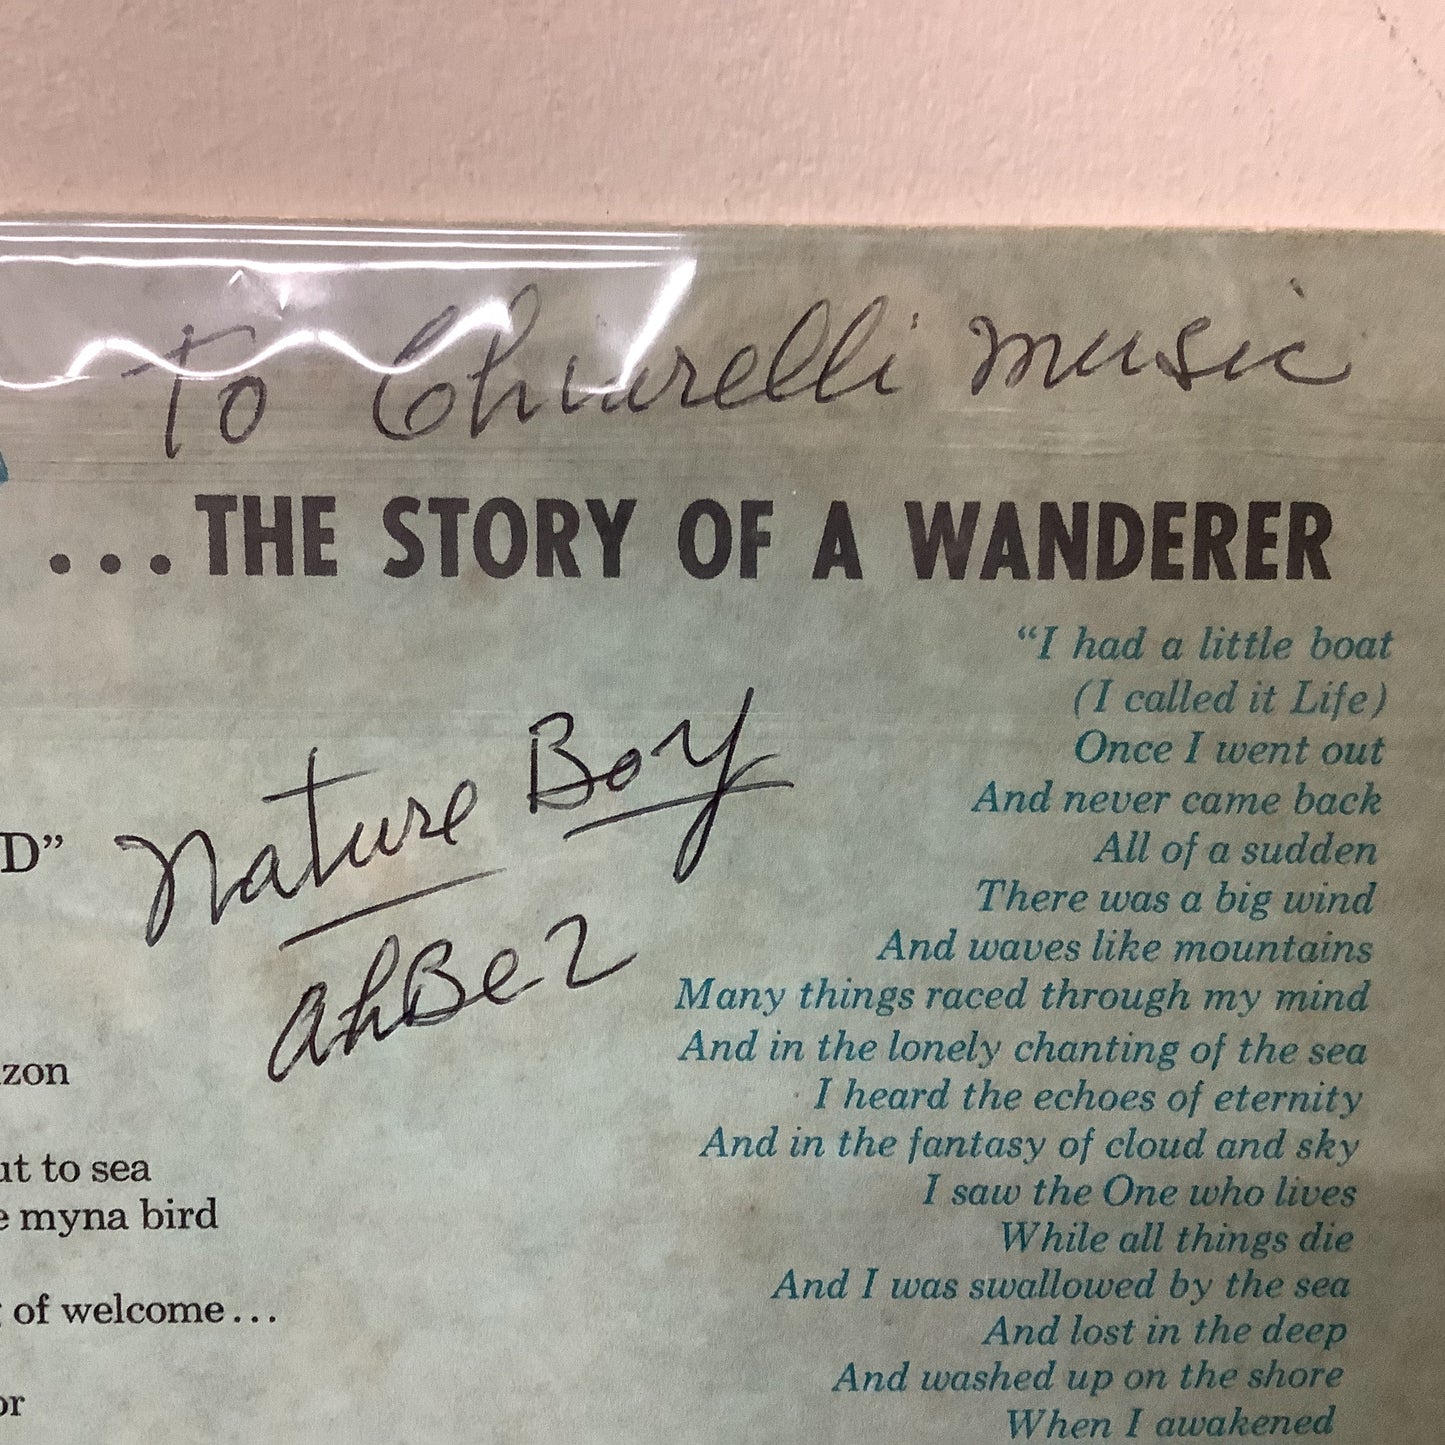 To Chiarelli music
...THE STORY OF A WANDERER
"I had a little boat
(I called it Life)
Once I went out
And never came back
All of a sudden
There was a big wind
And waves like mountains
Many things raced through my mind
And in the lonely chanting of the sea
I heard the echoes of eternity
And in the fantasy of cloud and sky
I saw the One who lives
While all things die
And I was swallowed by the sea
And lost in the deep
And washed up on the shore
When I awakened
Nature Boy
ahBe
D"
zon
ut to sea
e myna bird
of welcome...
or